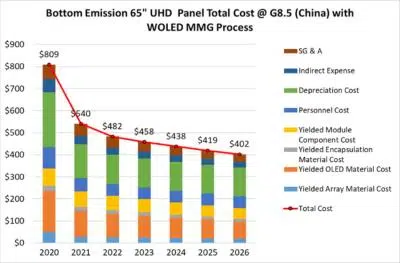 Bottom Emission 65" UHD Panel Total Cost @ G8.5 (China) with
WOLED MMG Process
$900
$800
$700
$600
$500
$400
$300
$200
$100
$0
$809
$540
$482
$458
$438
$419
$402
2020
2021
2022
2023
2024
2025
2026
SG & A
Indirect Expense
Depreciation Cost
Personnel Cost
Yielded Module
Component Cost
Yielded Encapsulation
Material Cost
Yielded OLED Material Cost
Yielded Array Material Cost
Total Cost